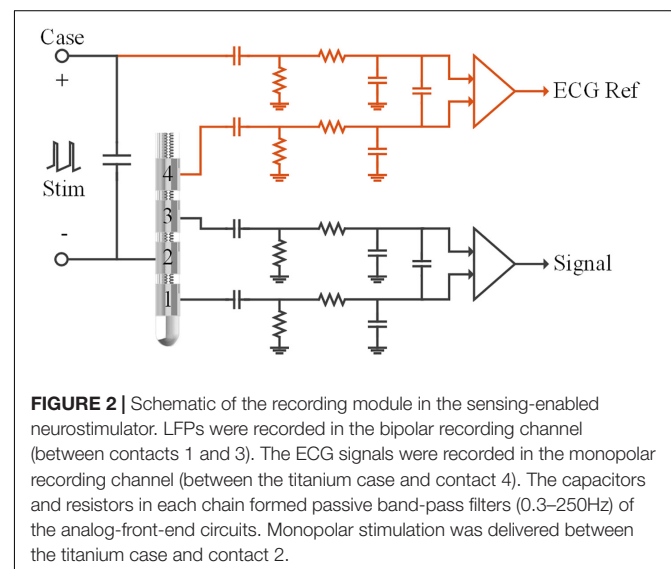 Case
+
ECG Ref
4
Stim
3
-
2
Signal
1
FIGURE 2 | Schematic of the recording module in the sensing-enabled
neurostimulator. LFPs were recorded in the bipolar recording channel
(between contacts 1 and 3). The ECG signals were recorded in the monopolar
recording channel (between the titanium case and contact 4). The capacitors
and resistors in each chain formed passive band-pass filters (0.3–250Hz) of
the analog-front-end circuits. Monopolar stimulation was delivered between
the titanium case and contact 2.